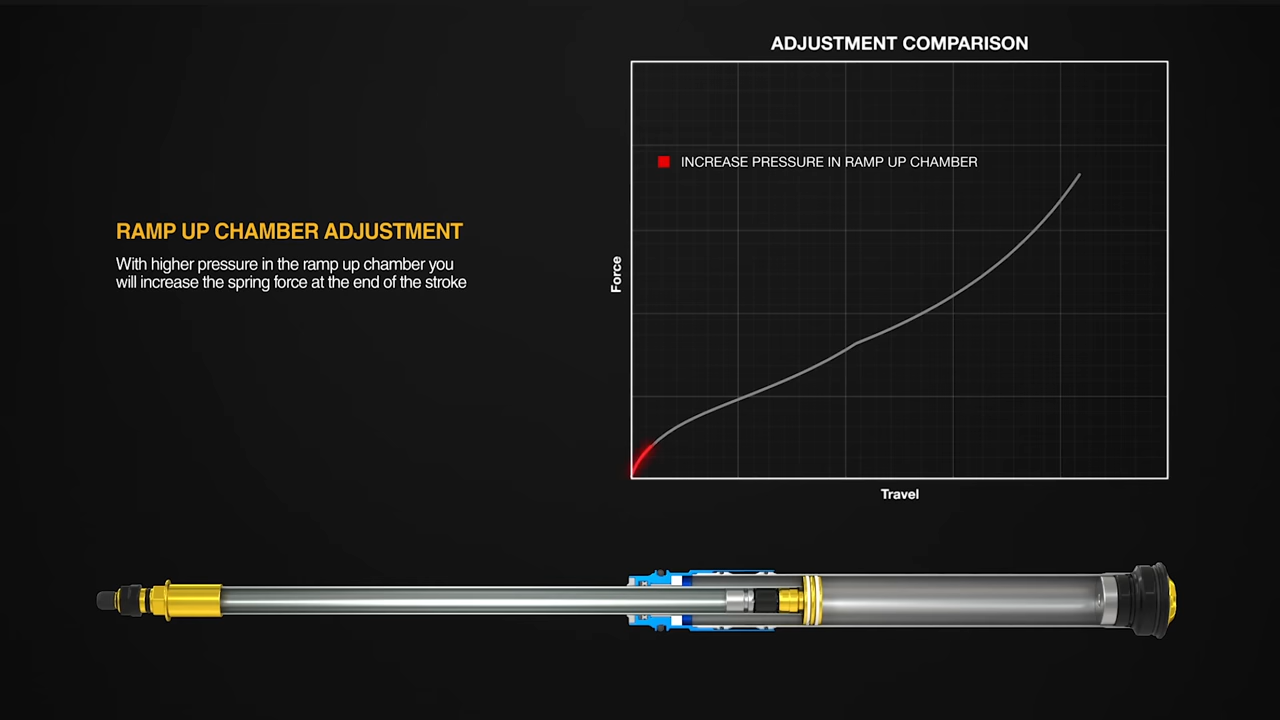 ADJUSTMENT COMPARISON
INCREASE PRESSURE IN RAMP UP CHAMBER
RAMP UP CHAMBER ADJUSTMENT
With higher pressure in the ramp up chamber you
will increase the spring force at the end of the stroke
Force
Travel